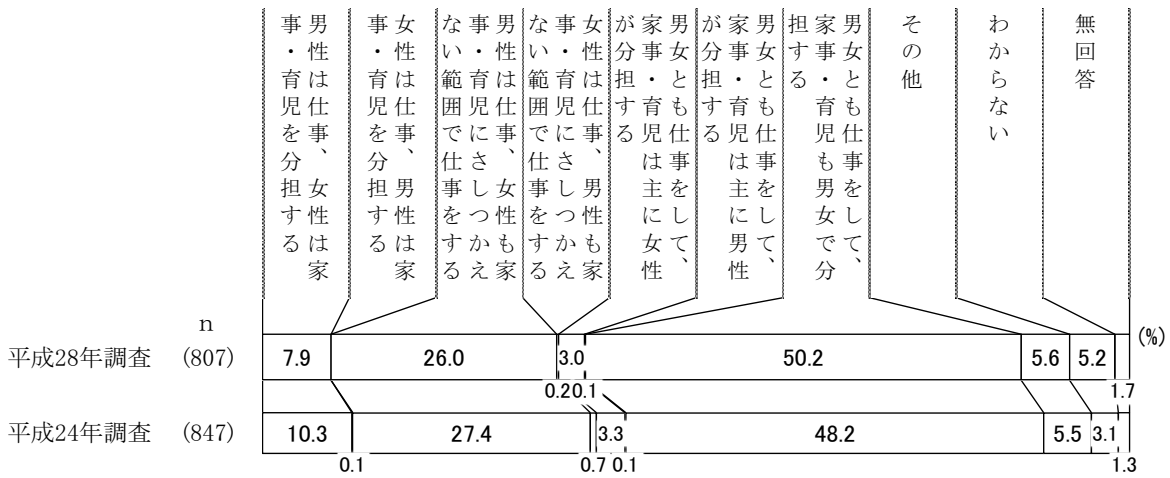 男性は仕事、女性は家
事・育児を分担する
女性は仕事、男性は家
事・育児を分担する
男性は仕事、女性も家
事・育児にさしつかえ
ない範囲で仕事をする
女性は仕事、男性も家
事・育児にさしつかえ
ない範囲で仕事をする
男女とも仕事をして、
家事・育児は主に女性
が分担する
男女とも仕事をして、
家事・育児は主に男性
が分担する
男女とも仕事をして、
家事・育児も男女で分
担する
その他
わからない
無回答
n
(%)
平成28年調査 (807) 7.9 26.0 3.0 50.2 5.6 5.2
0.2 0.1 1.7
平成24年調査 (847) 10.3 27.4 3.3 48.2 5.5 3.1
0.1 0.7 0.1 1.3